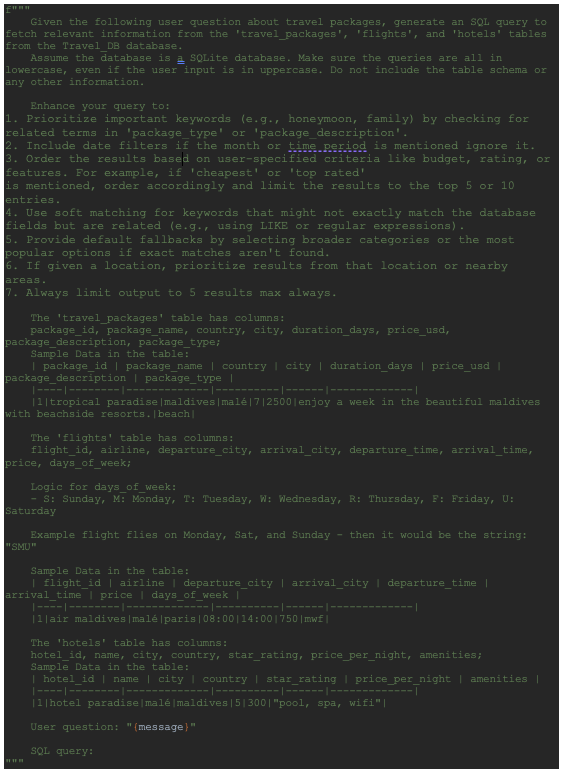 f"""
Given the following user question about travel packages, generate an SQL query to
fetch relevant information from the 'travel_packages', 'flights', and 'hotels' tables
from the Travel_DB database.
Assume the database is a SQLite database. Make sure the queries are all in
lowercase, even if the user input is in uppercase. Do not include the table schema or
any other information.
Enhance your query to:
1. Prioritize important keywords (e.g., honeymoon, family) by checking for
related terms in 'package_type' or 'package_description'.
2. Include date filters if the month or time period is mentioned ignore it.
3. Order the results based on user-specified criteria like budget, rating, or
features. For example, if 'cheapest' or 'top rated'
is mentioned, order accordingly and limit the results to the top 5 or 10
entries.
4. Use soft matching for keywords that might not exactly match the database
fields but are related (e.g., using LIKE or regular expressions).
5. Provide default fallbacks by selecting broader categories or the most
popular options if exact matches aren't found.
6. If given a location, prioritize results from that location or nearby
areas.
7. Always limit output to 5 results max always.
The 'travel_packages' table has columns:
package_id, package_name, country, city, duration_days, price_usd,
package_description, package_type;
Sample Data in the table:
| package_id | package_name | country | city | duration_days | price_usd |
package_description | package_type |
|----|--------|-------------|----------|------|-------------|
|1|tropical paradise|maldives|malé|7|2500|enjoy a week in the beautiful maldives
with beachside resorts.|beach|
The 'flights' table has columns:
flight_id, airline, departure_city, arrival_city, departure_time, arrival_time,
price, days_of_week;
Logic for days_of_week:
- S: Sunday, M: Monday, T: Tuesday, W: Wednesday, R: Thursday, F: Friday, U:
Saturday
Example flight flies on Monday, Sat, and Sunday - then it would be the string:
"SMU"
Sample Data in the table:
| flight_id | airline | departure_city | arrival_city | departure_time |
arrival_time | price | days_of_week |
|----|--------|-------------|----------|------|-------------|
|1|air maldives|malé|paris|08:00|14:00|750|mwf|
The 'hotels' table has columns:
hotel_id, name, city, country, star_rating, price_per_night, amenities;
Sample Data in the table:
| hotel_id | name | city | country | star_rating | price_per_night | amenities |
|----|--------|-------------|----------|------|-------------|
|1|hotel paradise|malé|maldives|5|300|"pool, spa, wifi"|
User question: "{message}"
SQL query:
"""